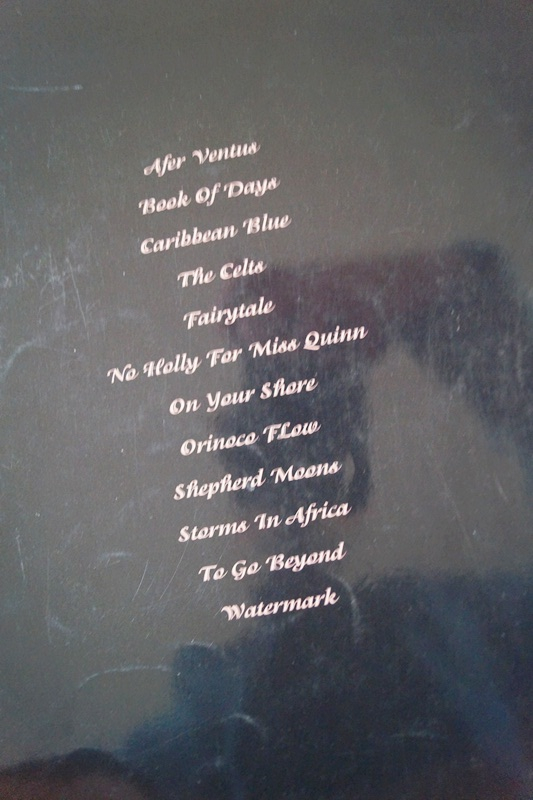 Afer Ventus
Book Of Days
Caribbean Blue
The Celts
Fairytale
No Holly For Miss Quinn
On Your Shore
Orinoco FLow
Shepherd Moons
Storms In Africa
To Go Beyond
Watermark